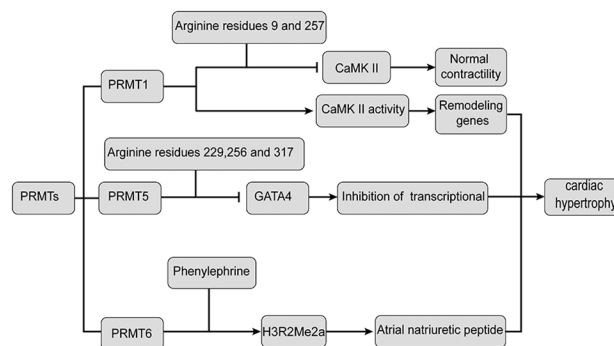 Arginine residues 9 and 257
PRMT1
CaMK II
Normal
contractility
CaMK II activity
Remodeling
genes
Arginine residues 229,256 and 317
PRMTs
PRMT5
GATA4
Inhibition of transcriptional
cardiac
hypertrophy
Phenylephrine
PRMT6
H3R2Me2a
Atrial natriuretic peptide